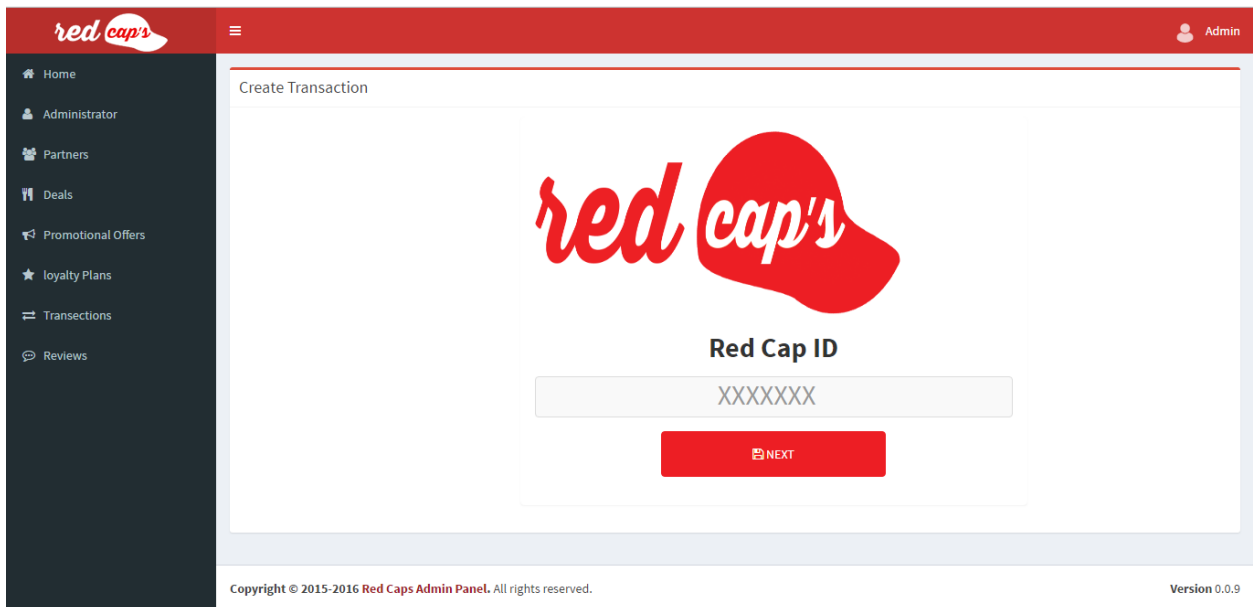 red cap's
Admin
Home
Administrator
Partners
Deals
Promotional Offers
loyalty Plans
Transections
Reviews
Create Transaction
red cap's
Red Cap ID
XXXXXXX
NEXT
Copyright © 2015-2016 Red Caps Admin Panel. All rights reserved.
Version 0.0.9